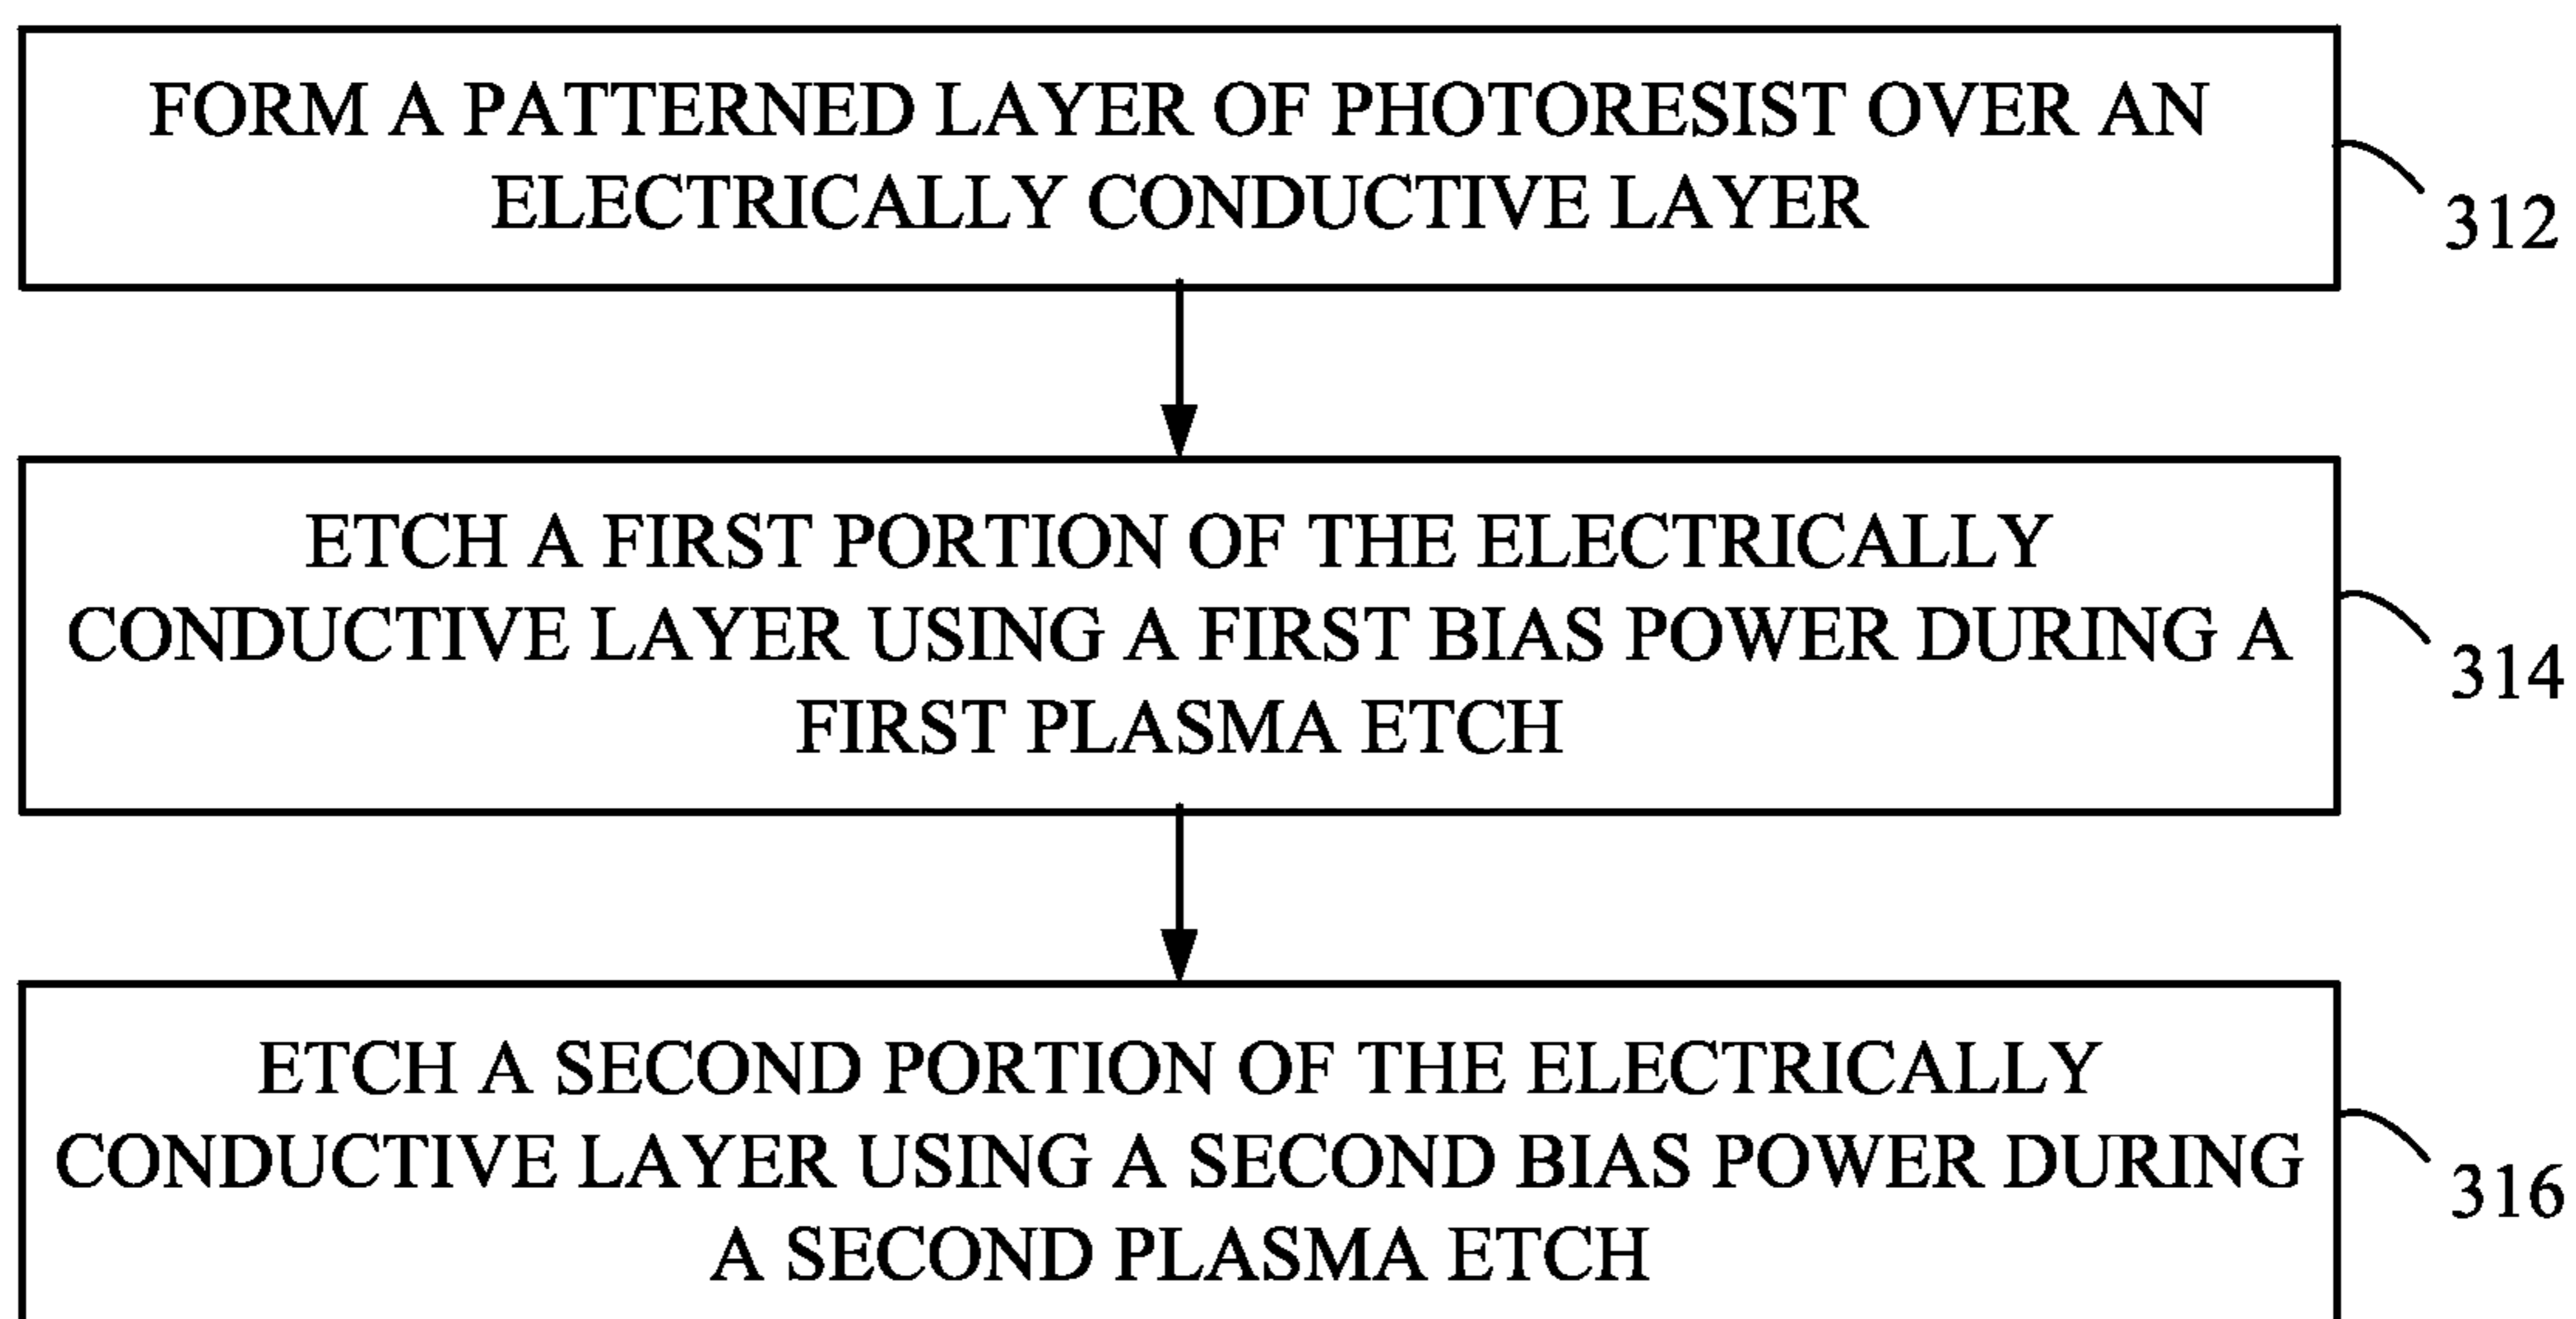 FORM A PATTERNED LAYER OF PHOTORESIST OVER AN
ELECTRICALLY CONDUCTIVE LAYER
312
ETCH A FIRST PORTION OF THE ELECTRICALLY
CONDUCTIVE LAYER USING A FIRST BIAS POWER DURING A
FIRST PLASMA ETCH
314
ETCH A SECOND PORTION OF THE ELECTRICALLY
CONDUCTIVE LAYER USING A SECOND BIAS POWER DURING
A SECOND PLASMA ETCH
316